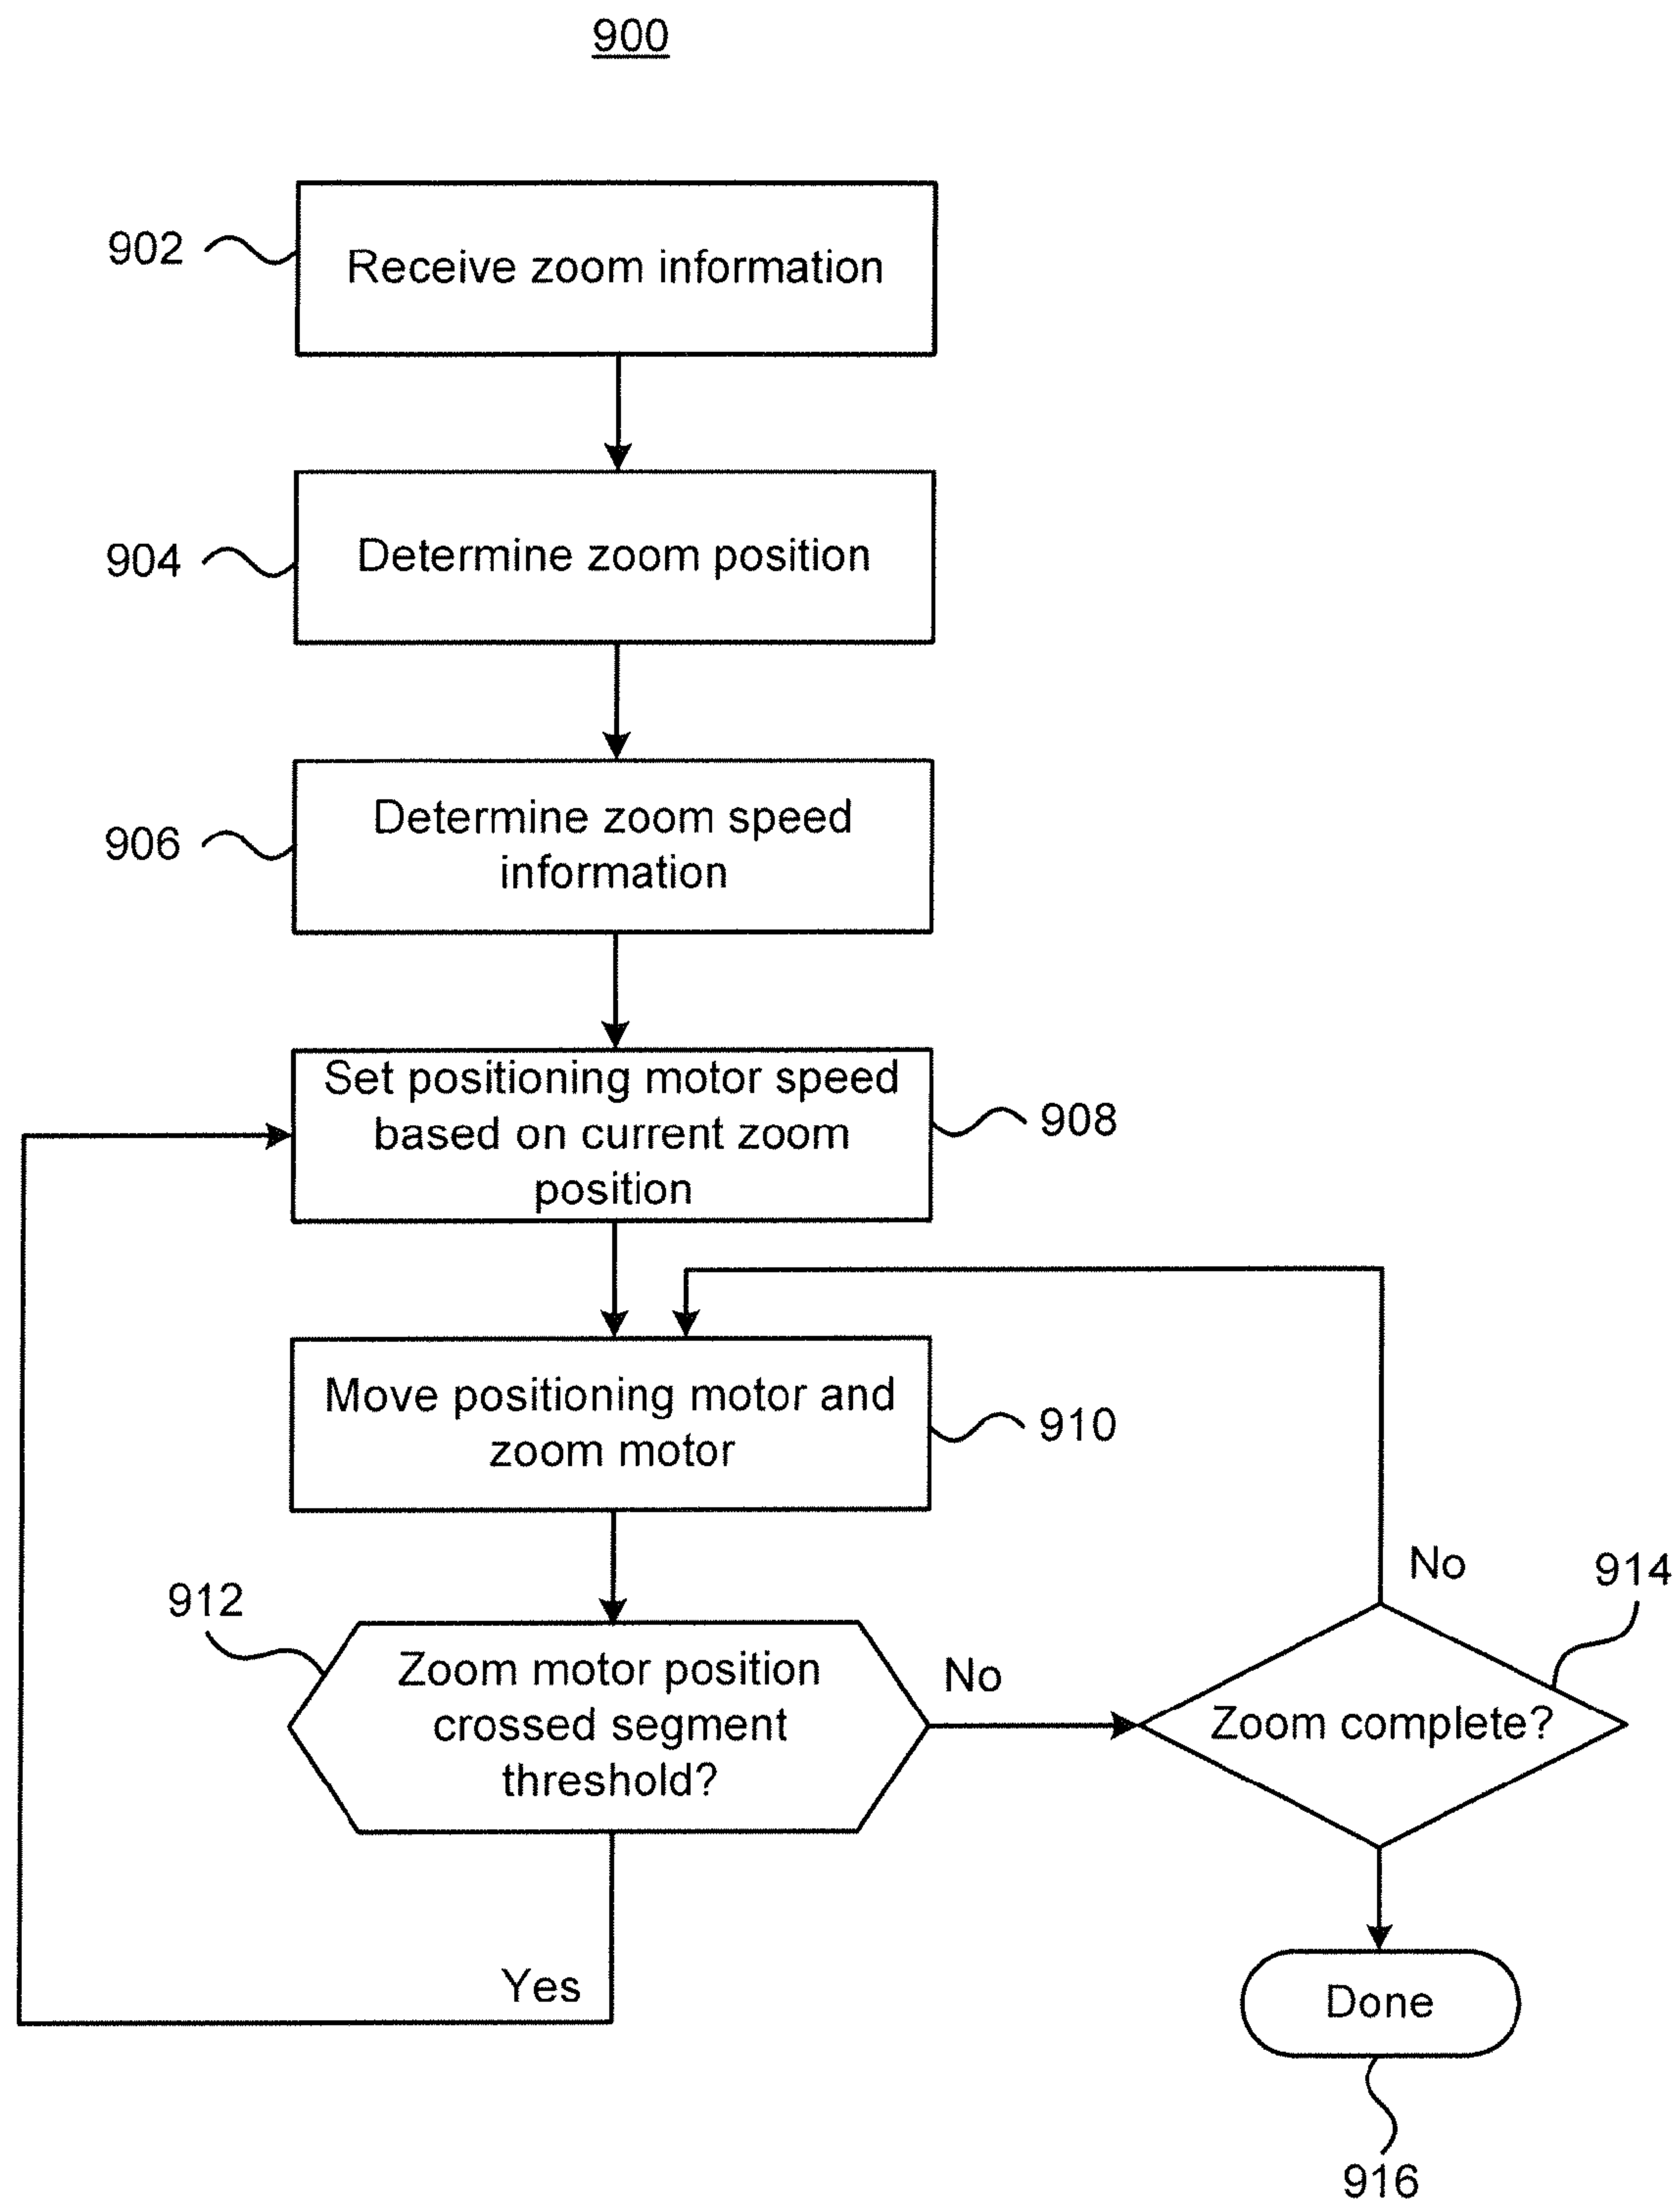 900
902
Receive zoom information
904
Determine zoom position
906
Determine zoom speed
information
Set positioning motor speed
based on current zoom
position
908
Move positioning motor and
zoom motor
910
912
Zoom motor position
crossed segment
threshold?
No
Yes
914
No
Zoom complete?
Done
916